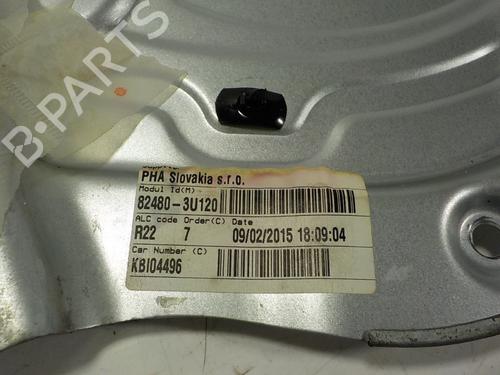 B-PARTS
PHA Slovakia s.r.o.
Modul Id(M)
82480-3U120
ALC code Order(C) Date
R22 7 09/02/2015 18:09:04
Car Number (C)
KBI04496